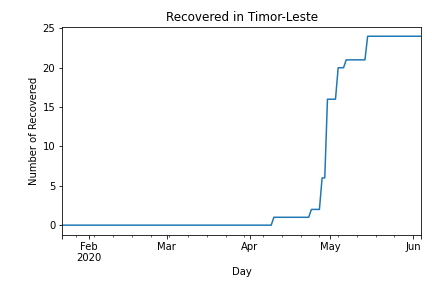 Recovered in Timor-Leste
25
20
15
10
5
0
Number of Recovered
Feb
2020
Mar
Apr
May
Jun
Day